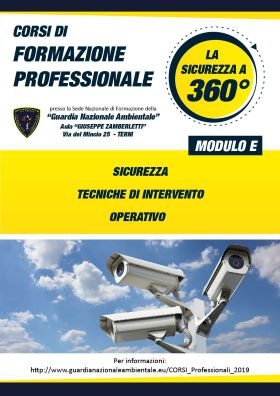 CORSI DI
FORMAZIONE
PROFESSIONALE
LA
SICUREZZA A
360°
presso la Sede Nazionale di Formazione della
"Guardia Nazionale Ambientale"
Aula "GIUSEPPE ZAMBERLETTI"
Via del Mincio 25 - TERNI
MODULO E
SICUREZZA
TECNICHE DI INTERVENTO
OPERATIVO
Per informazioni:
http://www.guardianazionaleambientale.eu/CORSI_Professionali_2019